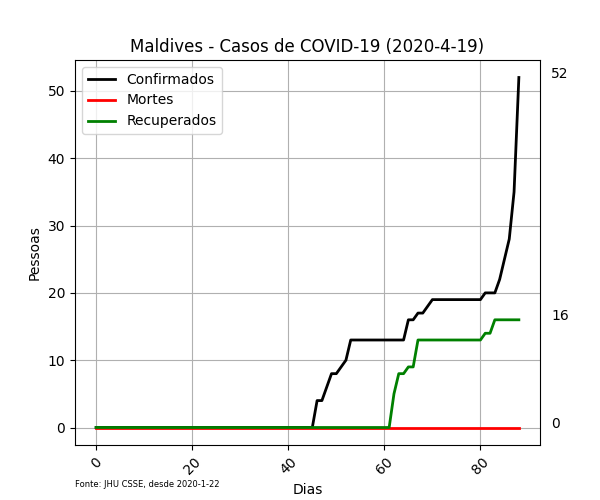 Maldives - Casos de COVID-19 (2020-4-19)
Confirmados
Mortes
Recuperados
52
16
0
50
40
30
20
10
0
Pessoas
0 20 40 60 80
Dias
Fonte: JHU CSSE, desde 2020-1-22